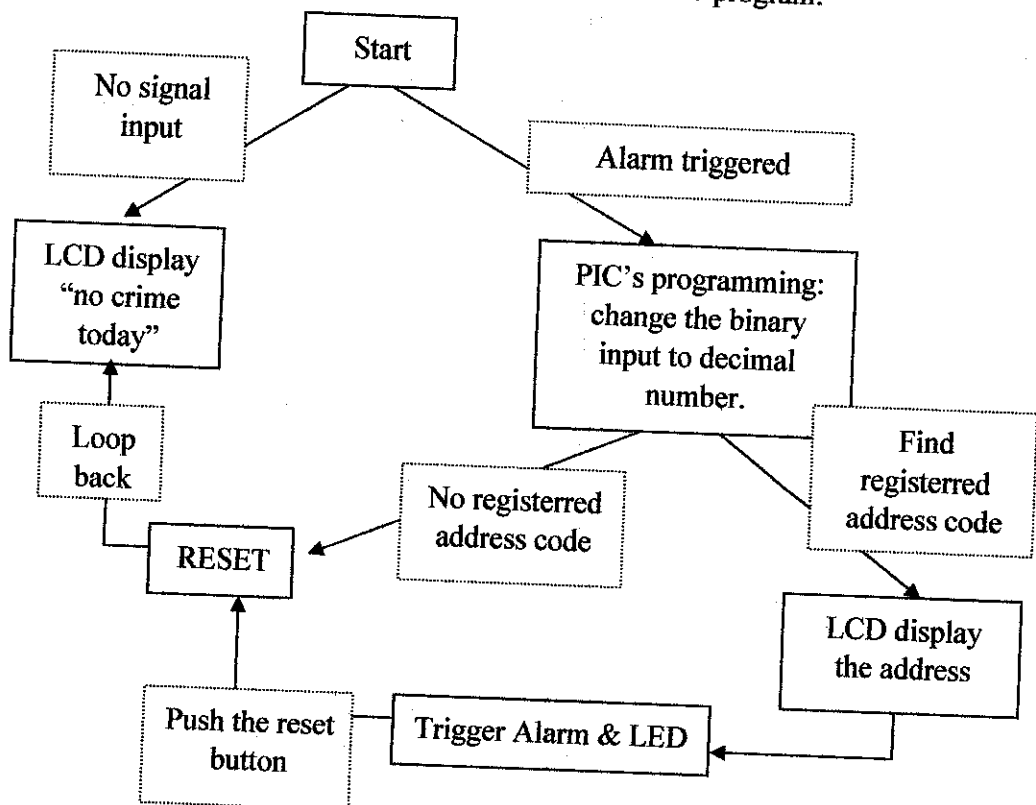 program.
Start
No signal
input
Alarm triggered
LCD display
“no crime
today”
PIC’s programming:
change the binary
input to decimal
number.
Loop
back
No registerred
address code
Find
registerred
address code
RESET
LCD display
the address
Push the reset
button
Trigger Alarm & LED